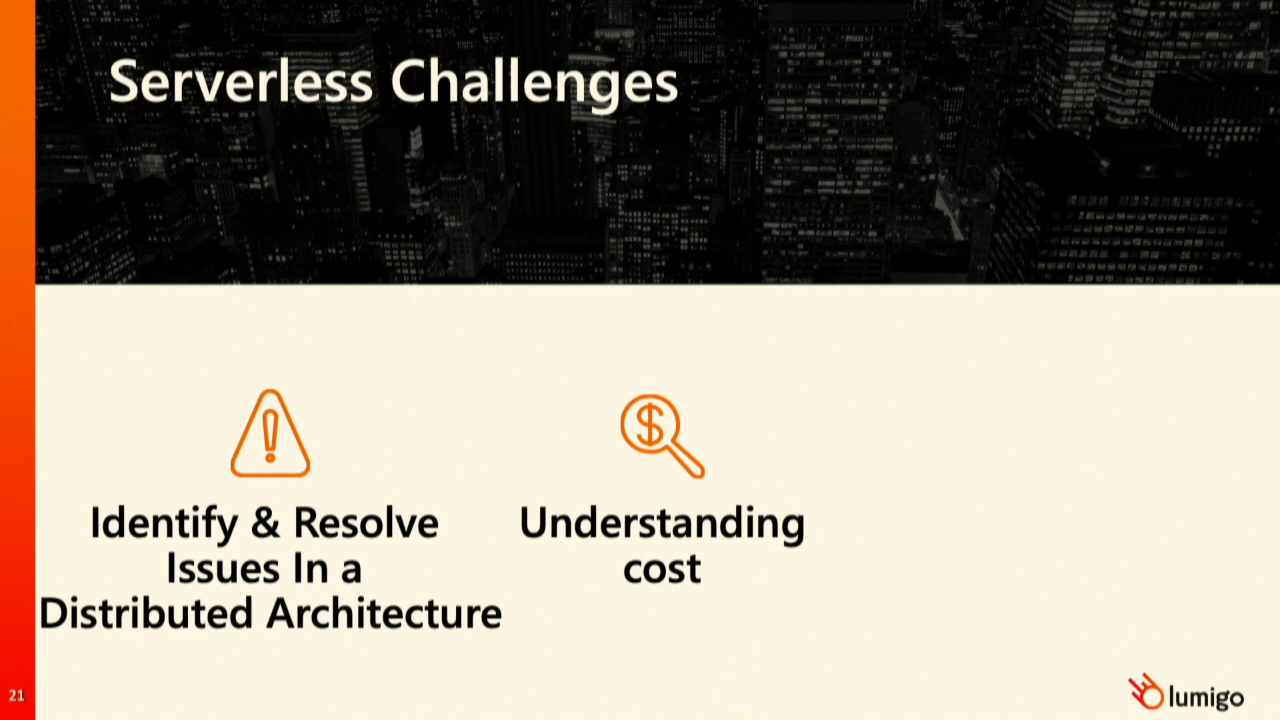 Serverless Challenges
Identify & Resolve
Issues In a
Distributed Architecture
Understanding
cost
21
lumigo